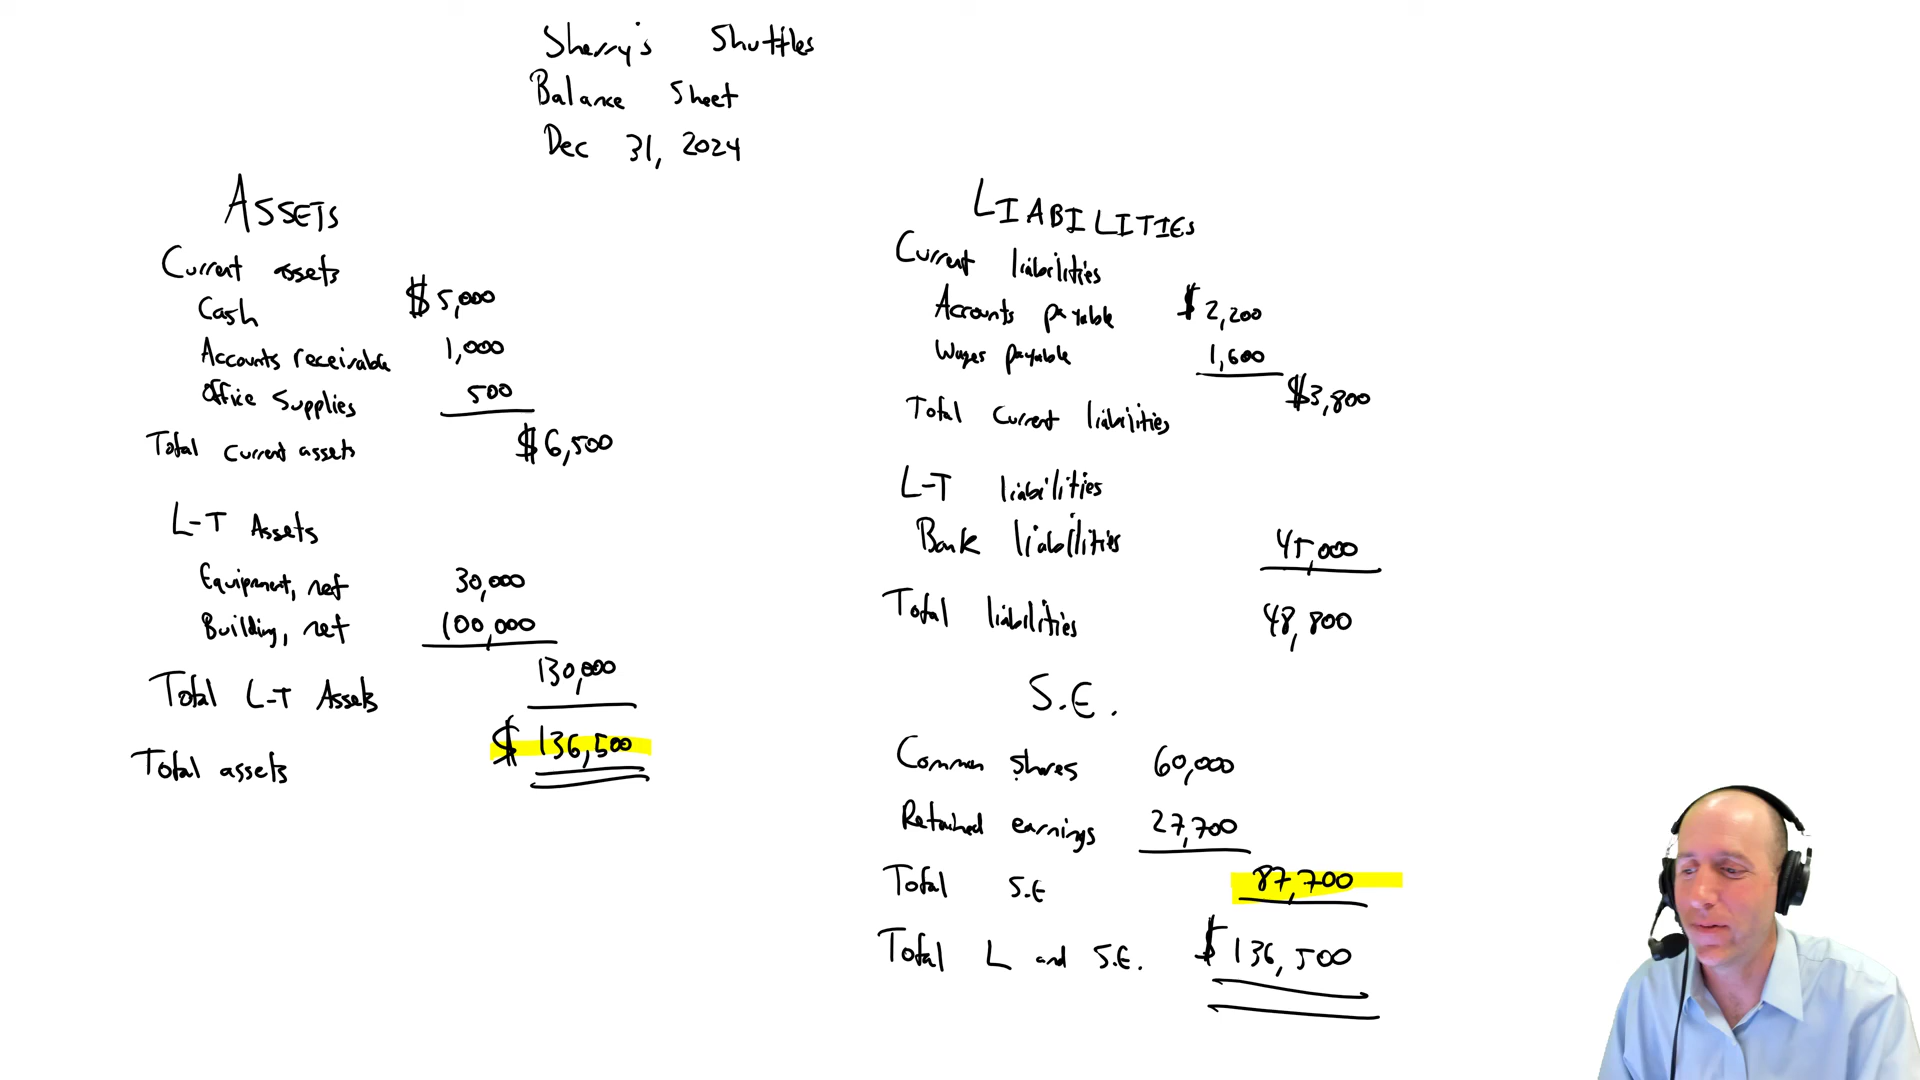 Sherry's Shuttles
Balance Sheet
Dec 31, 2024
ASSETS
Current assets
Cash $5,000
Accounts receivable 1,000
Office Supplies 500
Total current assets $6,500
L-T Assets
Equipment, net 30,000
Building, net 100,000
Total L-T Assets 130,000
Total assets $136,500
LIABILITIES
Current liabilities
Accounts payable $2,200
Wages payable 1,600
Total current liabilities $3,800
L-T liabilities
Bank liabilities 45,000
Total liabilities 48,800
S.E.
Common shares 60,000
Retained earnings 27,700
Total S.E 87,700
Total L and S.E. $136,500